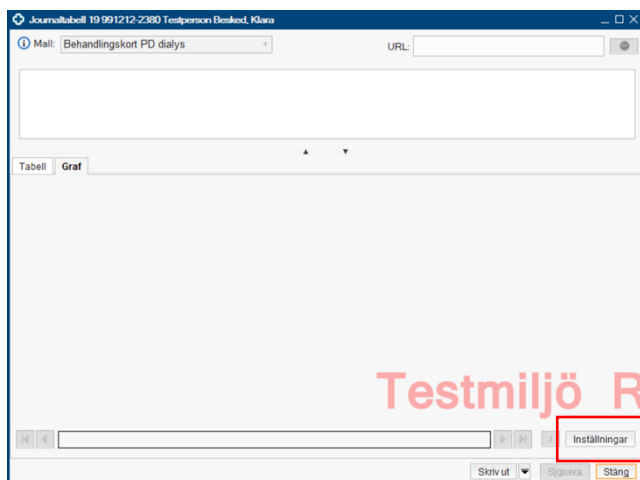 Journaltabell 19 991212-2380 Testperson Besked, Klara
Mall: Behandlingskort PD dialys URL:
Tabell Graf
Testmiljö R
Inställningar
Skriv ut Signera Stäng